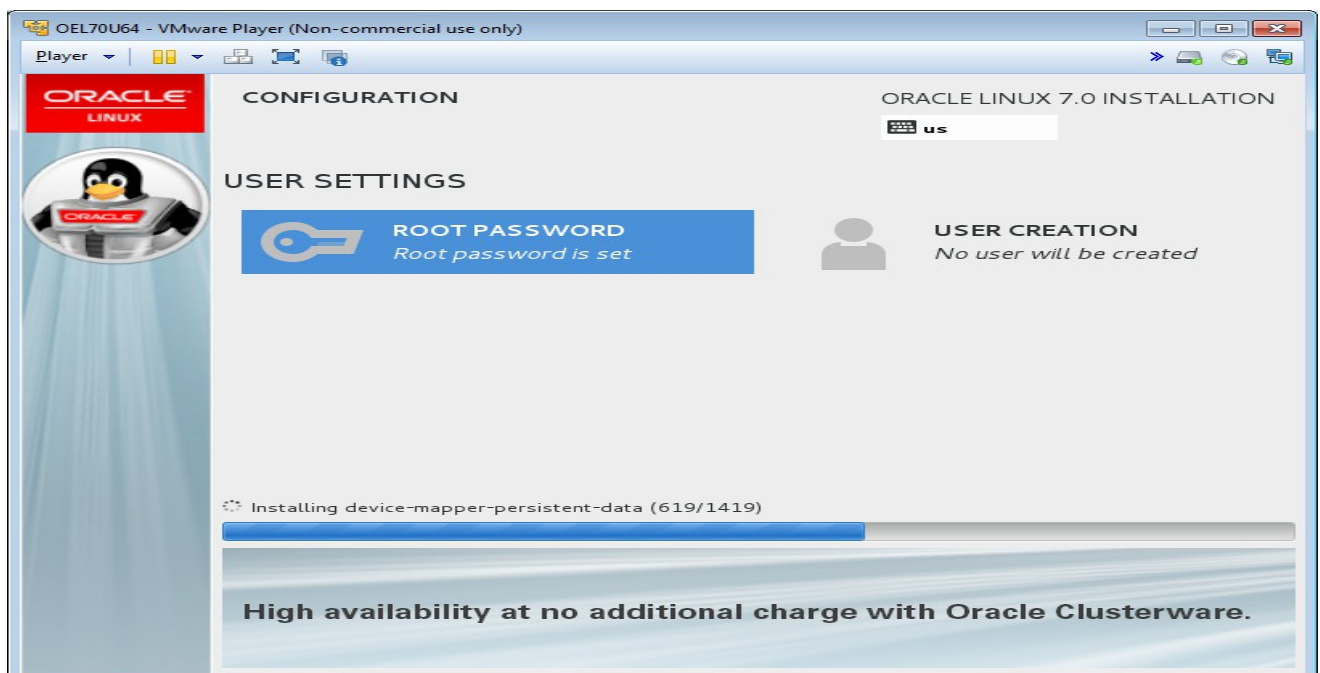 OEL70U64 - VMware Player (Non-commercial use only)
Player
ORACLE
LINUX
CONFIGURATION
ORACLE LINUX 7.0 INSTALLATION
us
ORACLE
USER SETTINGS
ROOT PASSWORD
Root password is set
USER CREATION
No user will be created
Installing device-mapper-persistent-data (619/1419)
High availability at no additional charge with Oracle Clusterware.